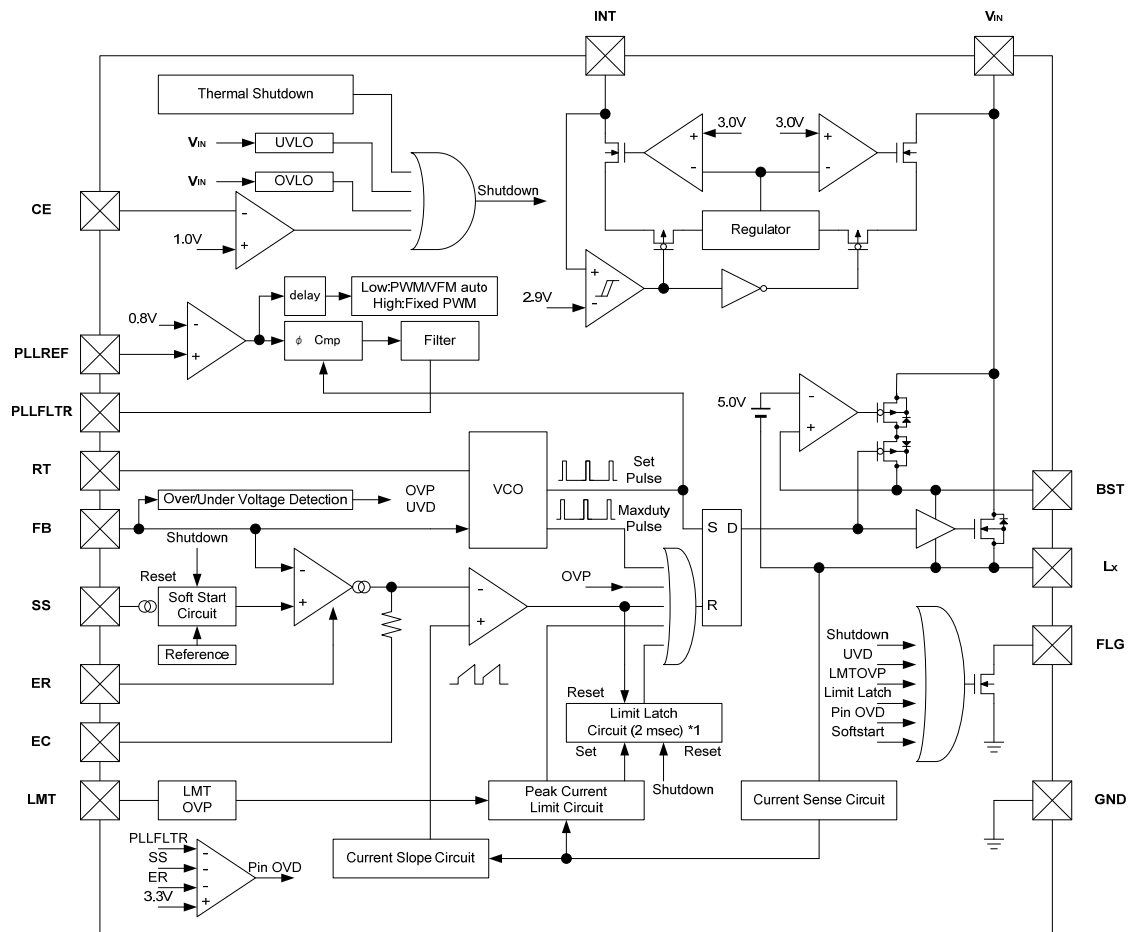 INT
VIN
Thermal Shutdown
VIN
UVLO
VIN
OVLO
Shutdown
CE
1.0V
3.0V
3.0V
Regulator
2.9V
delay
Low:PWM/VFM auto
High:Fixed PWM
0.8V
ϕ Cmp
Filter
PLLREF
PLLFLTR
5.0V
RT
VCO
Set
Pulse
Maxduty
Pulse
BST
FB
Over/Under Voltage Detection
OVP
UVD
S D
R
Shutdown
Reset
Soft Start
Circuit
Reference
SS
OVP
LX
ER
EC
Reset
Limit Latch
Circuit (2 msec) *1
Set
Reset
Shutdown
Shutdown
UVD
LMTOVP
Limit Latch
Pin OVD
Softstart
FLG
LMT
LMT
OVP
Peak Current
Limit Circuit
Current Sense Circuit
GND
Current Slope Circuit
PLLFLTR
SS
ER
3.3V
Pin OVD